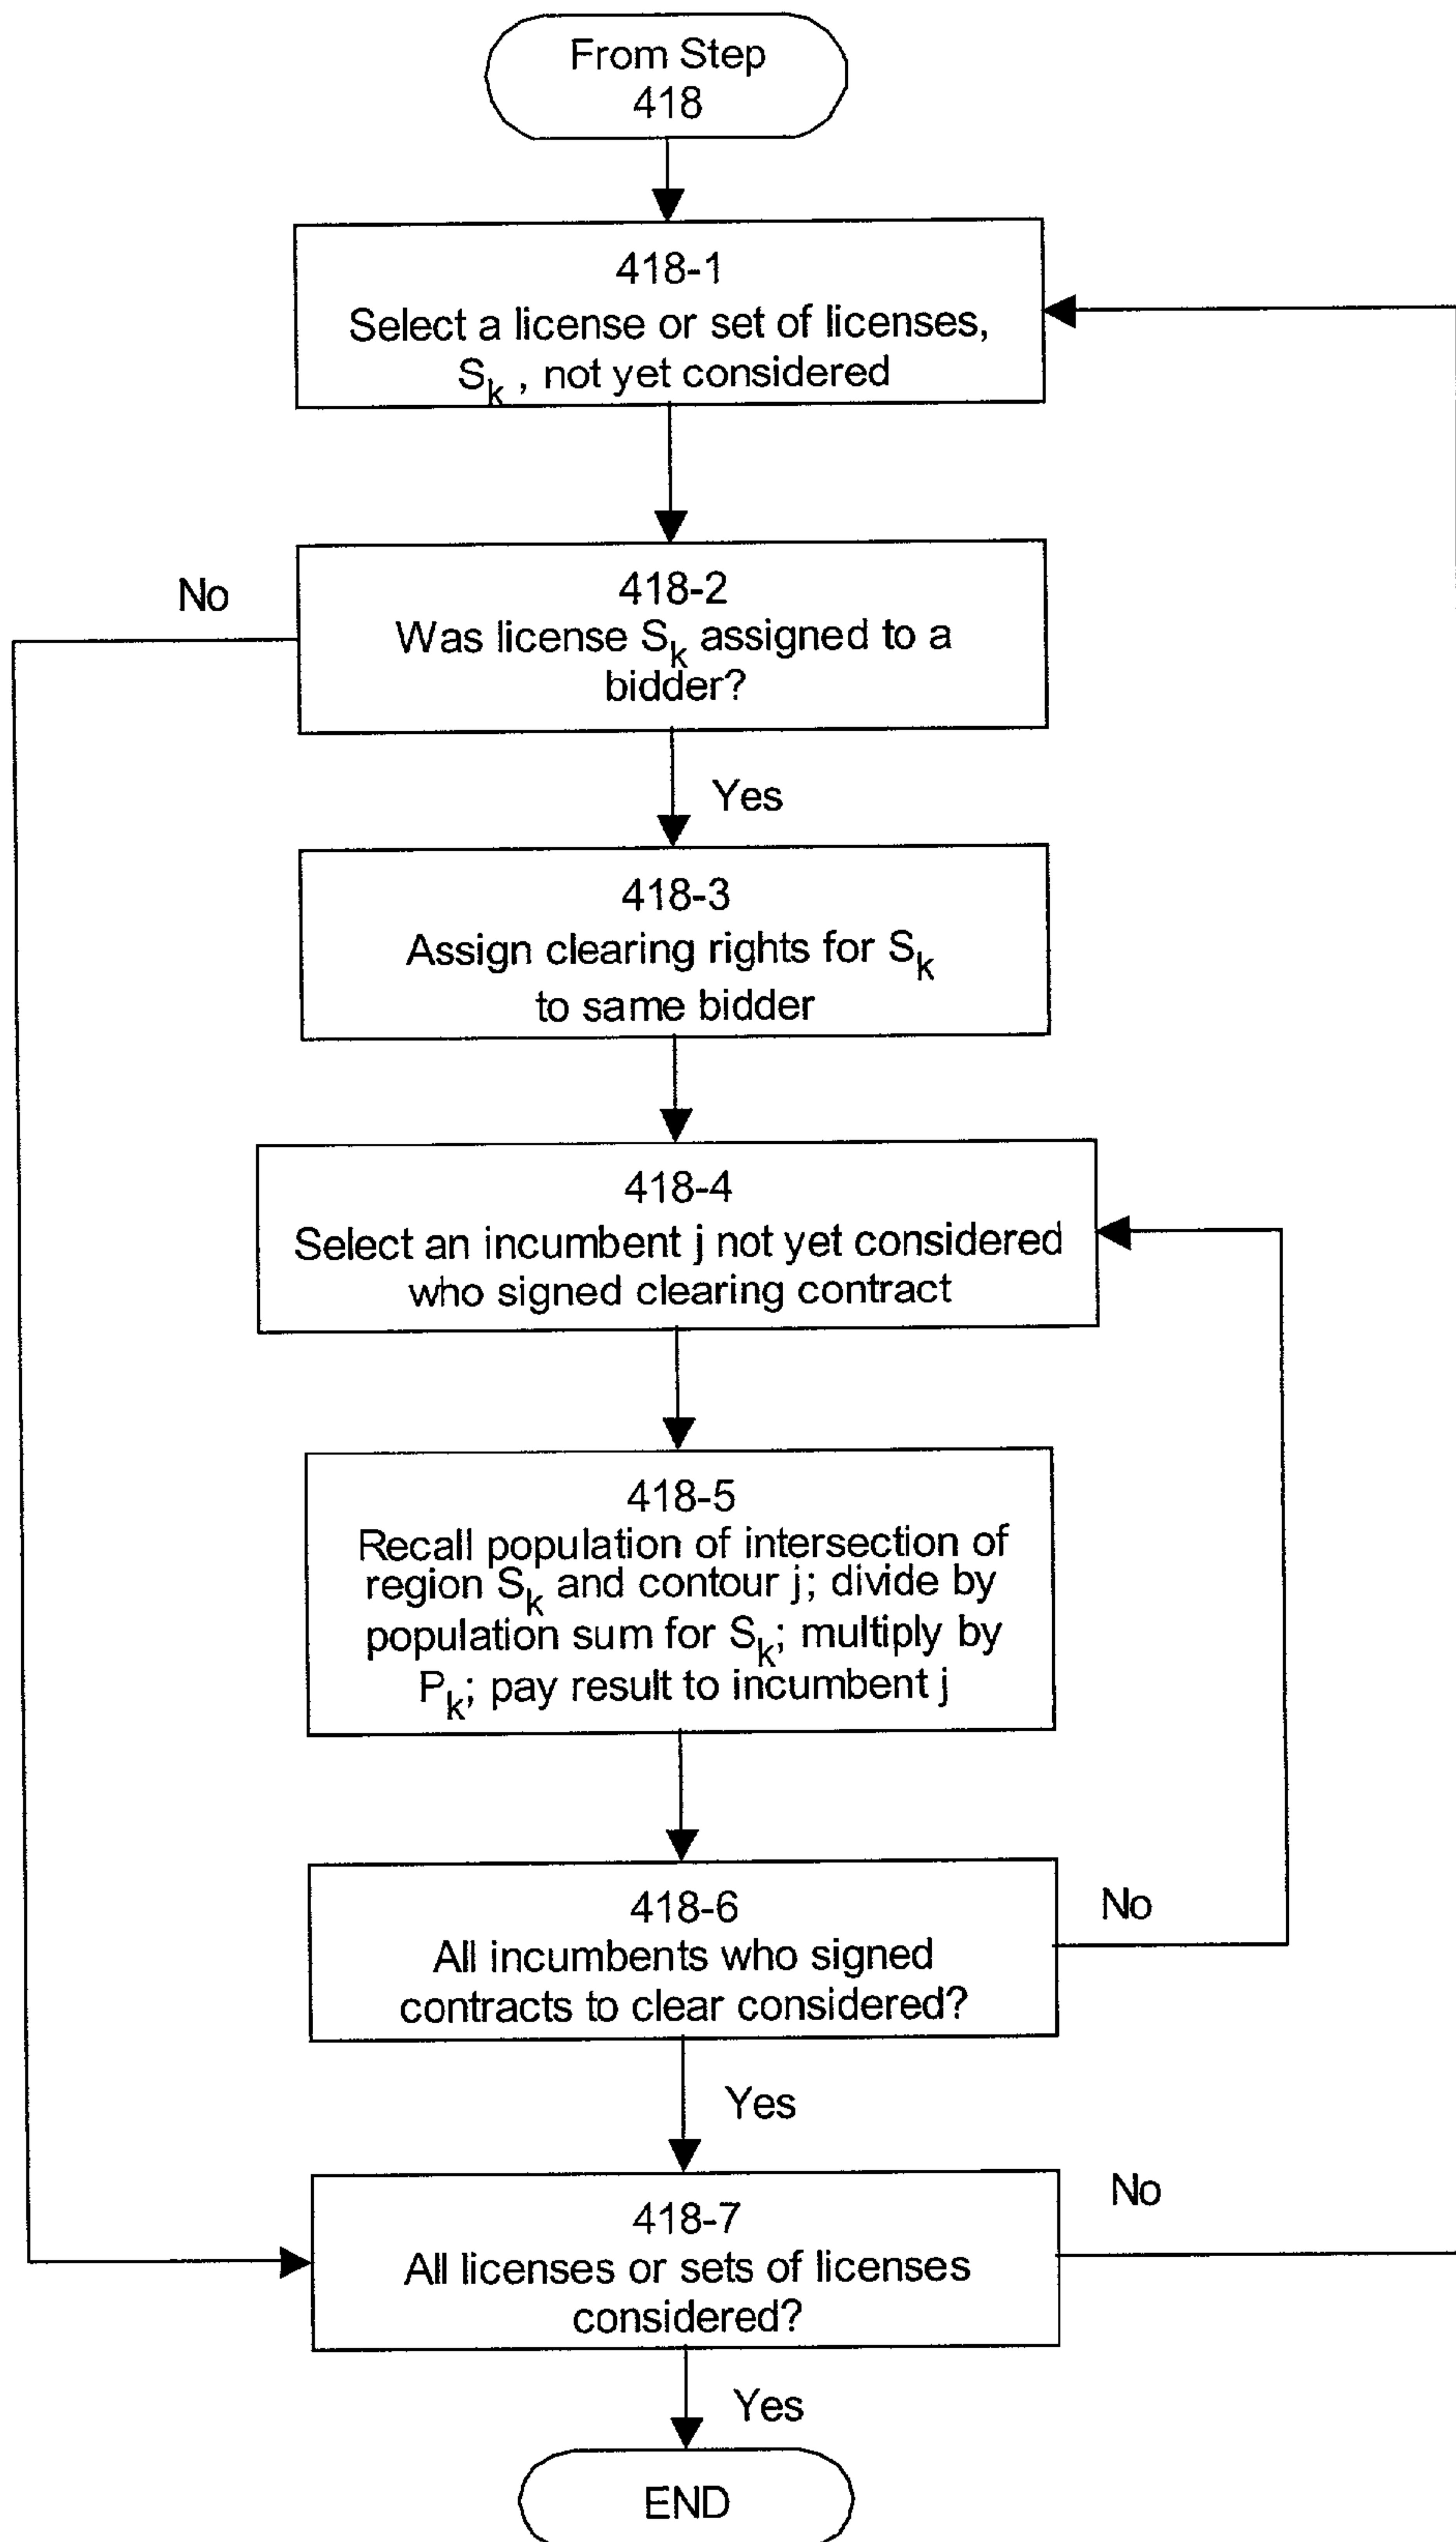 From Step
418
418-1
Select a license or set of licenses,
Sk , not yet considered
418-2
Was license Sk assigned to a
bidder?
No
Yes
418-3
Assign clearing rights for Sk
to same bidder
418-4
Select an incumbent j not yet considered
who signed clearing contract
418-5
Recall population of intersection of
region Sk and contour j; divide by
population sum for Sk; multiply by
Pk; pay result to incumbent j
418-6
All incumbents who signed
contracts to clear considered?
No
Yes
418-7
All licenses or sets of licenses
considered?
No
Yes
END